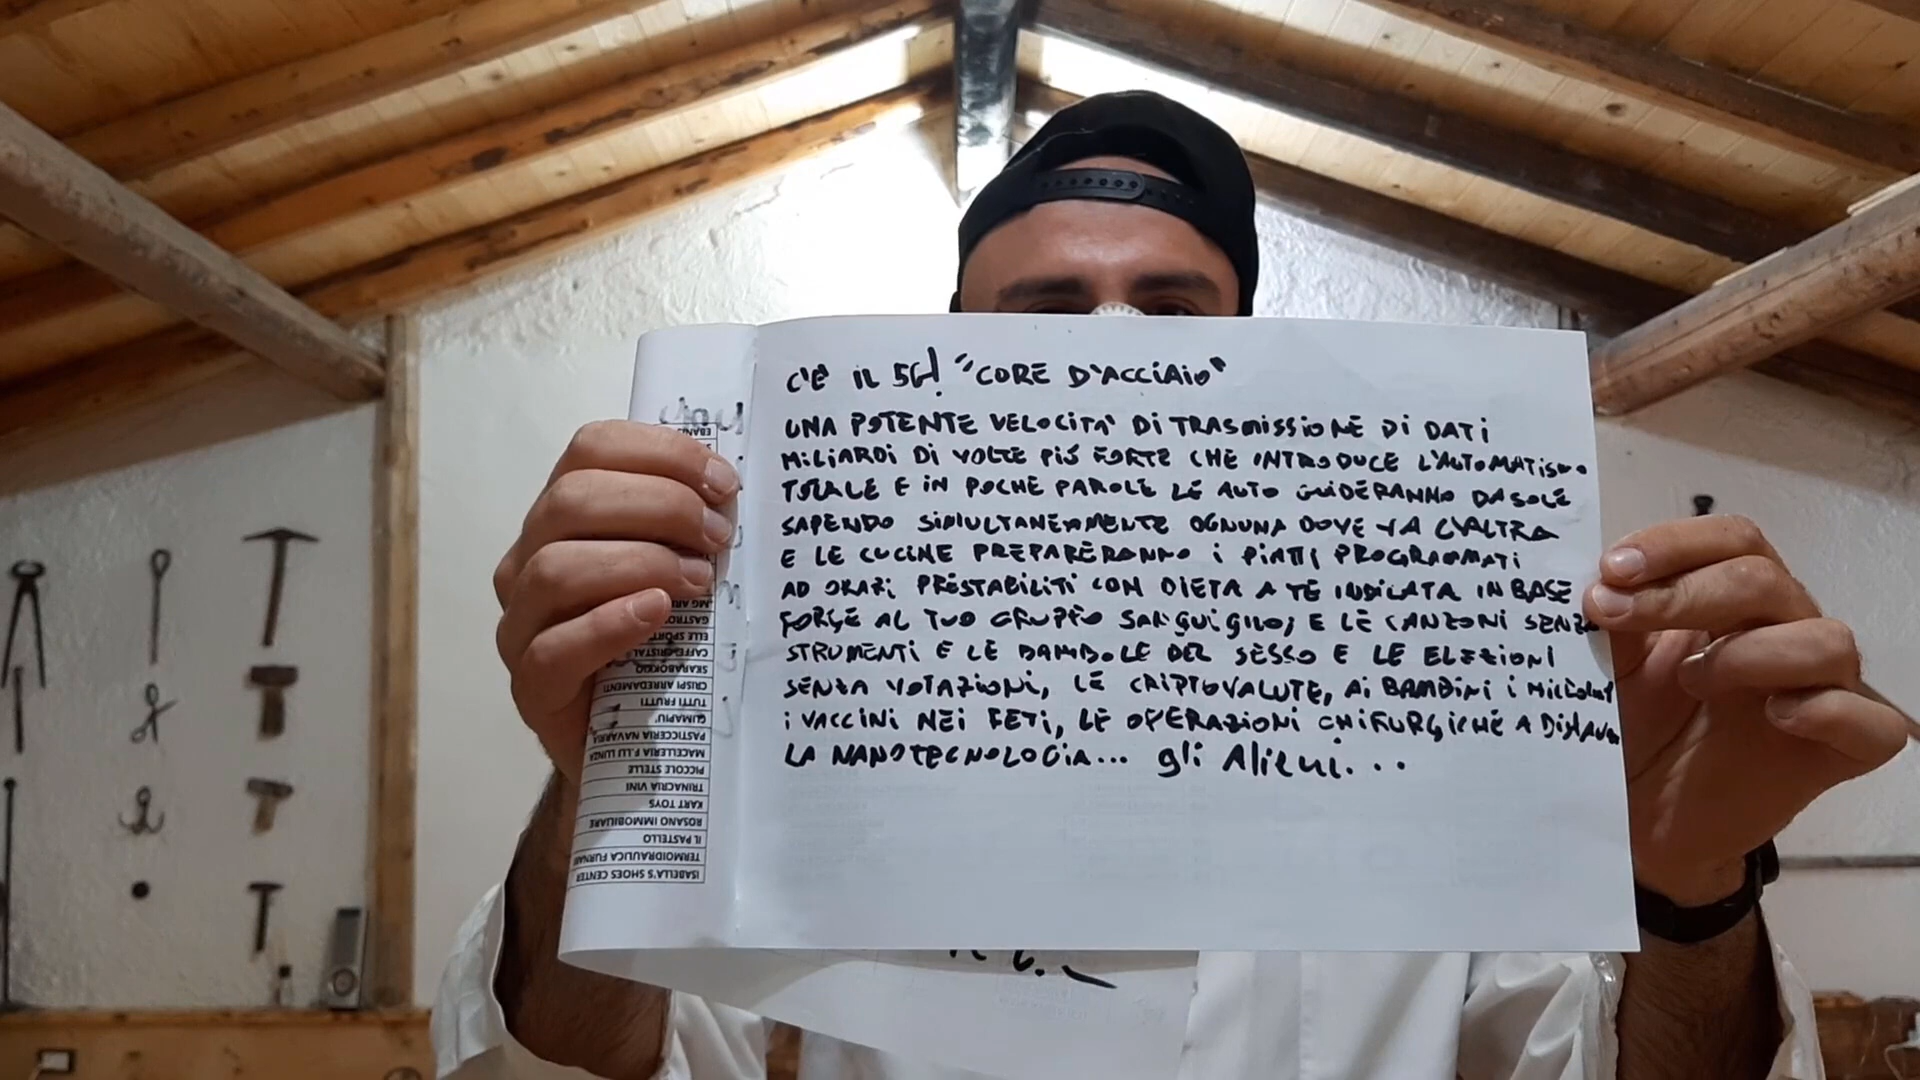 C'È IL 5G! "CORE D'ACCIAIO"
UNA POTENTE VELOCITA' DI TRASMISSIONE DI DATI
MILIARDI DI VOLTE PIÙ FORTE CHE INTRODUCE L'AUTOMATISMO
TOTALE E IN POCHE PAROLE LE AUTO GUIDERANNO DA SOLE
SAPENDO SIMULTANEAMENTE OGNUNA DOVE VA L'ALTRA
E LE CUCINE PREPARERANNO I PIATTI PROGRAMMATI
AD ORARI PRESTABILITI CON DIETA A TE INDICATA IN BASE
FORSE AL TUO GRUPPO SANGUIGNO; E LE CANZONI SENZA
STRUMENTI E LE BAMBOLE DEL SESSO E LE ELEZIONI
SENZA VOTAZIONI, LE CRIPTOVALUTE, AI BAMBINI I
I VACCINI NEI FETI, LE OPERAZIONI CHIRURGICHE A
LA NANOTECNOLOGIA... gli Alieni...
ELLE SPORT
CAFFE CRISTAL
SKARABOKKIO
CRISPI ARREDAMENTI
TUTTI FRUTTI
CLIMAPIU'
PASTICCERIA NAVARRIA
MACELLERIA F.LLI
PICCOLE STELLE
TRINACRIA VINI
KART TOYS
ROSANO IMMOBILIARE
IL PASTELLO
TERMOIDRAULICA FURNARI
ISABELLA'S SHOES CENTER